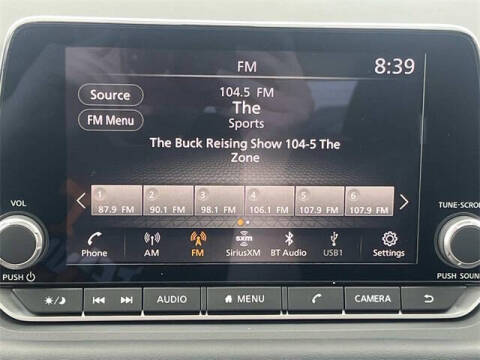 FM
8:39
Source
104.5 FM
The
Sports
FM Menu
The Buck Reising Show 104-5 The
Zone
1 2 3 4 5 6
87.9 FM 90.1 FM 98.1 FM 106.1 FM 107.9 FM 107.9 FM
VOL
TUNE-SCROLL
sxm
Phone AM FM SiriusXM BT Audio USB1 Settings
PUSH
PUSH SOUND
AUDIO MENU CAMERA